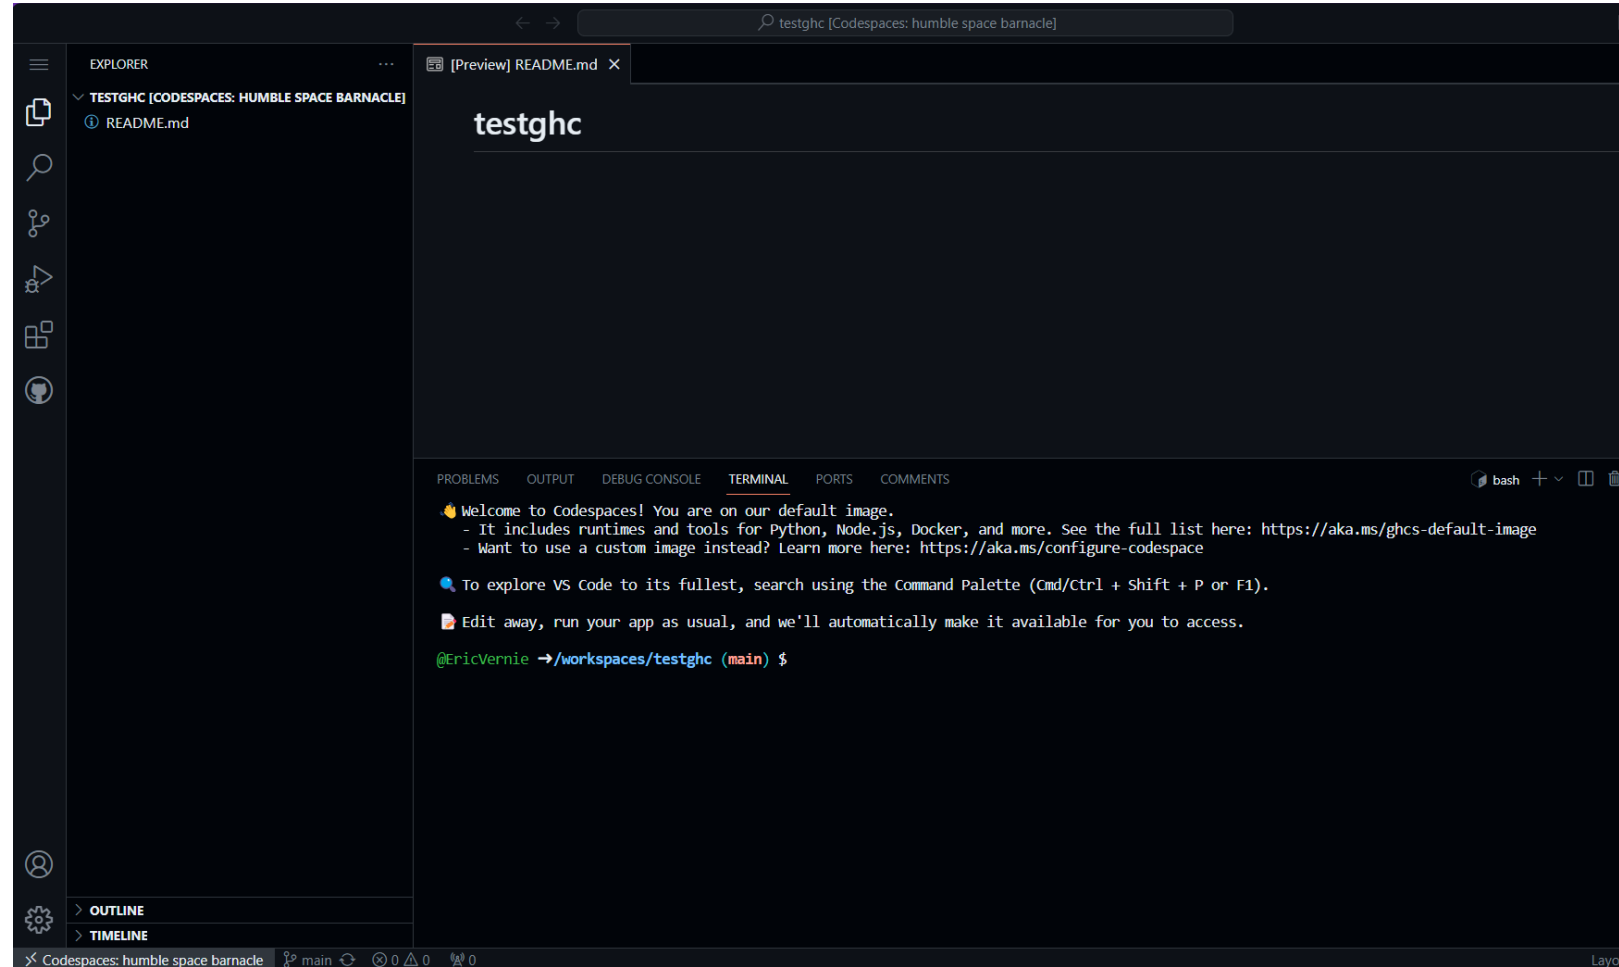 testghc [Codespaces: humble space barnacle]
EXPLORER
[Preview] README.md
TESTGHC [CODESPACES: HUMBLE SPACE BARNACLE]
README.md
testghc
PROBLEMS OUTPUT DEBUG CONSOLE TERMINAL PORTS COMMENTS bash
Welcome to Codespaces! You are on our default image.
- It includes runtimes and tools for Python, Node.js, Docker, and more. See the full list here: https://aka.ms/ghcs-default-image
- Want to use a custom image instead? Learn more here: https://aka.ms/configure-codespace
To explore VS Code to its fullest, search using the Command Palette (Cmd/Ctrl + Shift + P or F1).
Edit away, run your app as usual, and we'll automatically make it available for you to access.
@EricVernie ➜/workspaces/testghc (main) $
OUTLINE
TIMELINE
Codespaces: humble space barnacle main 0 0 0